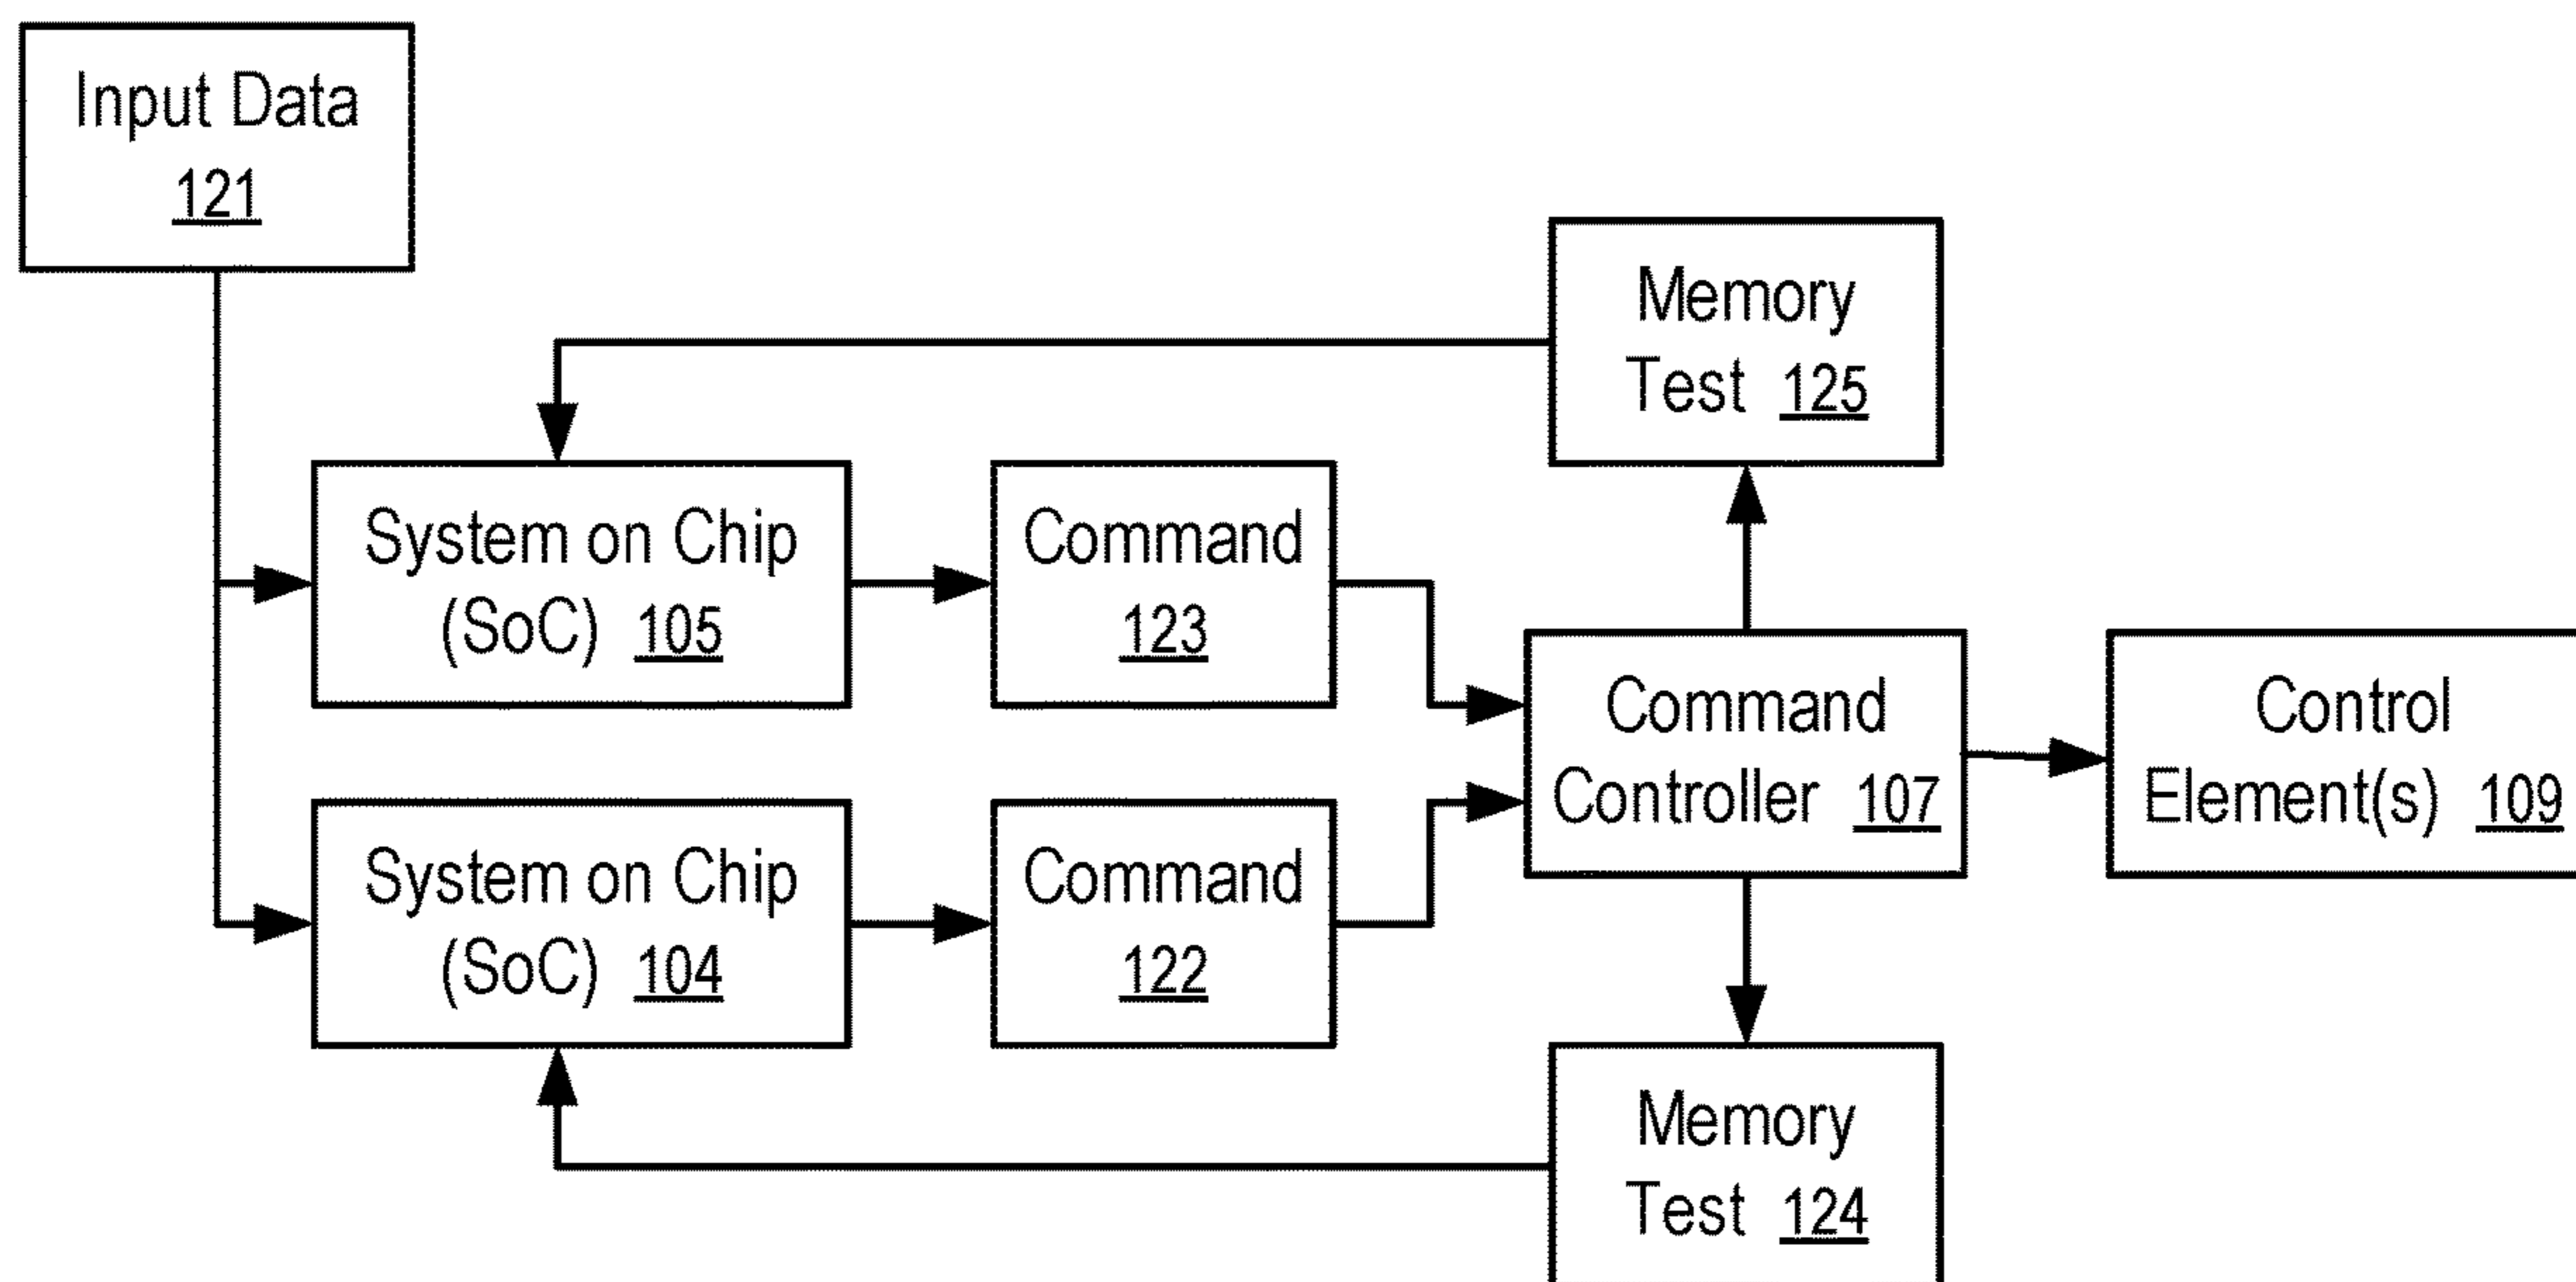 Input Data
121
Memory
Test 125
System on Chip
(SoC) 105
Command
123
Command
Controller 107
Control
Element(s) 109
System on Chip
(SoC) 104
Command
122
Memory
Test 124